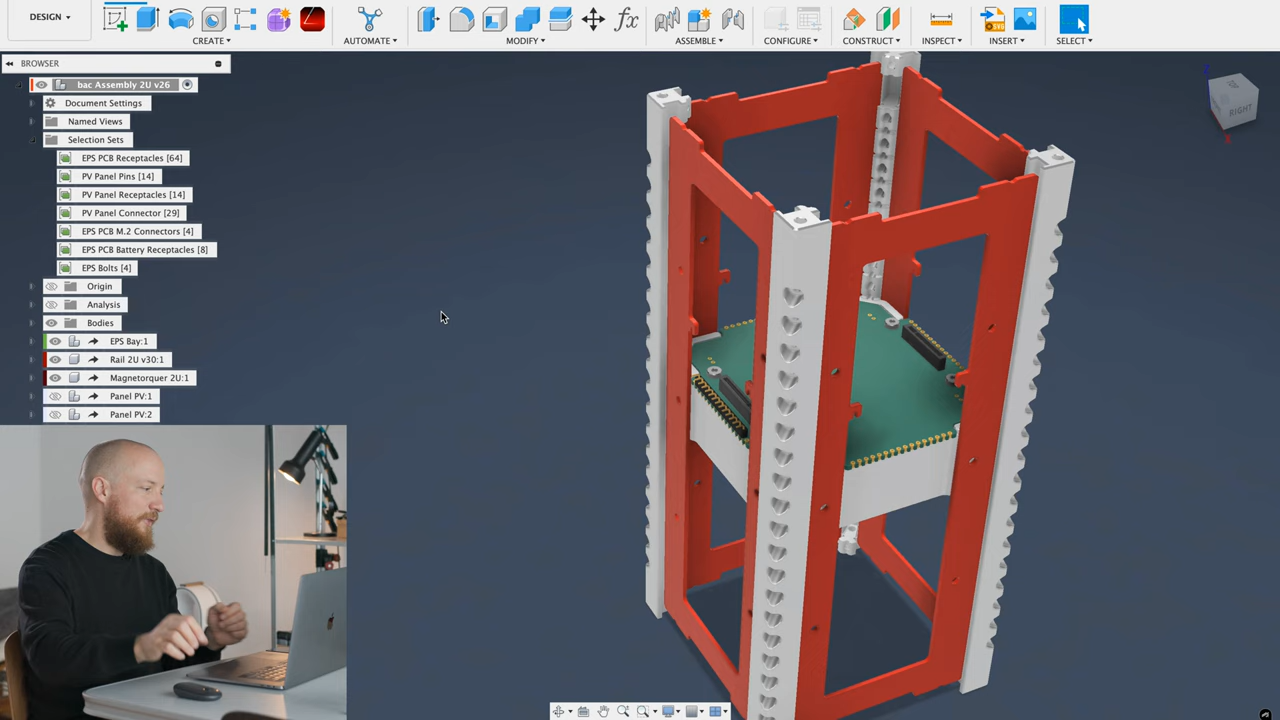 DESIGN
CREATE
AUTOMATE
MODIFY
fx
ASSEMBLE
CONFIGURE
CONSTRUCT
INSPECT
INSERT
SELECT
BROWSER
bac Assembly 2U v26
Document Settings
Named Views
Selection Sets
EPS PCB Receptacles [64]
PV Panel Pins [14]
PV Panel Receptacles [14]
PV Panel Connector [29]
EPS PCB M.2 Connectors [4]
EPS PCB Battery Receptacles [8]
EPS Bolts [4]
Origin
Analysis
Bodies
EPS Bay:1
Rail 2U v30:1
Magnetorquer 2U:1
Panel PV:1
Panel PV:2
RIGHT
Z
X